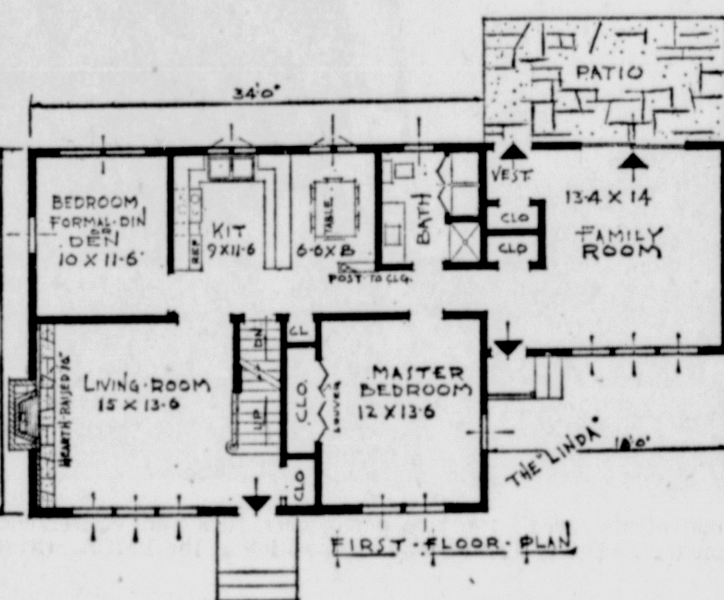 PATIO
34'0"
VEST.
13-4 X 14
FAMILY
ROOM
CLO
CLO
BEDROOM
FORMAL-DIN
OR
DEN
10 X 11-6
REF
KIT
9 X 11-6
TABLE
6-6 X 8
BATH
POST TO CLG.
HEARTH-RAISED 16"
LIVING-ROOM
15 X 13-6
DN
UP
CL
CLO.
LOUVER
CLO
MASTER
BEDROOM
12 X 13-6
THE "LINDA"
18'0"
FIRST-FLOOR-PLAN